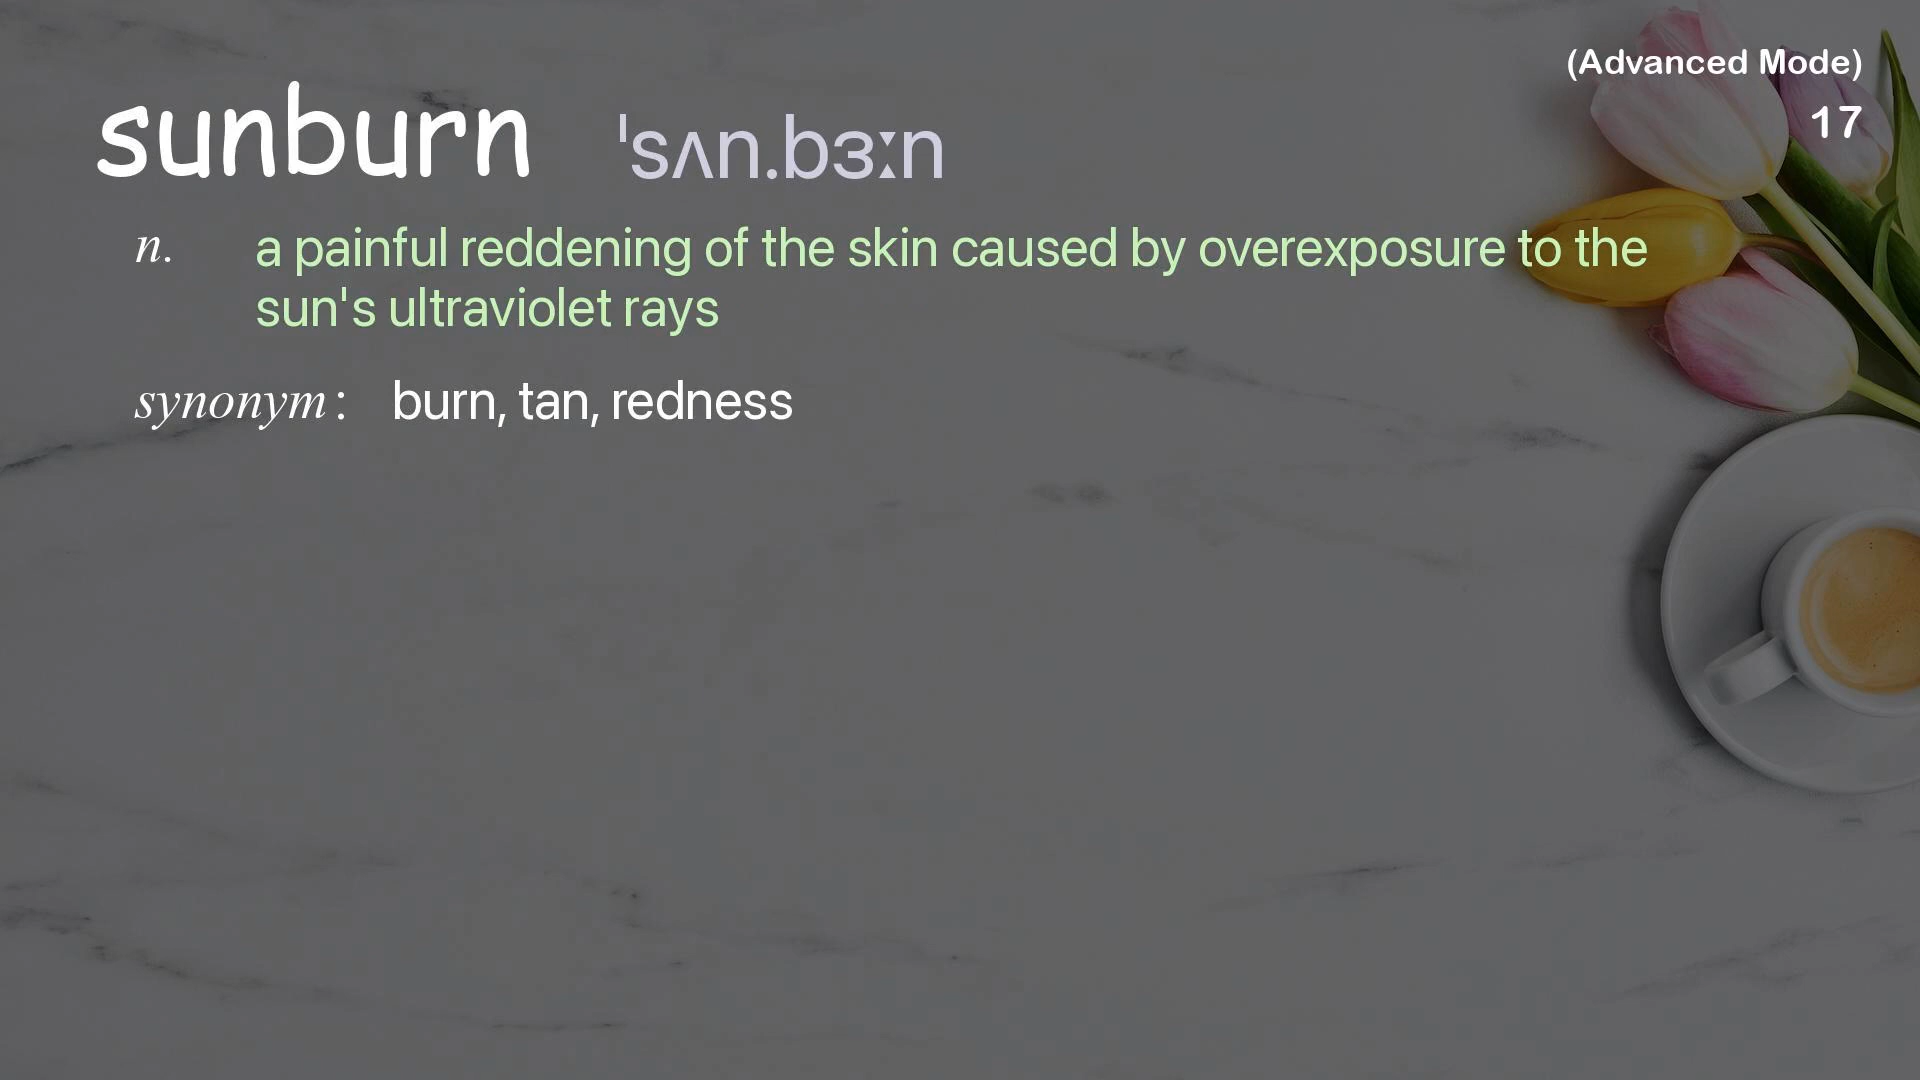 (Advanced Mode)
17
sunburn ˈsʌn.bɜːn
n. a painful reddening of the skin caused by overexposure to the
sun's ultraviolet rays
synonym : burn, tan, redness